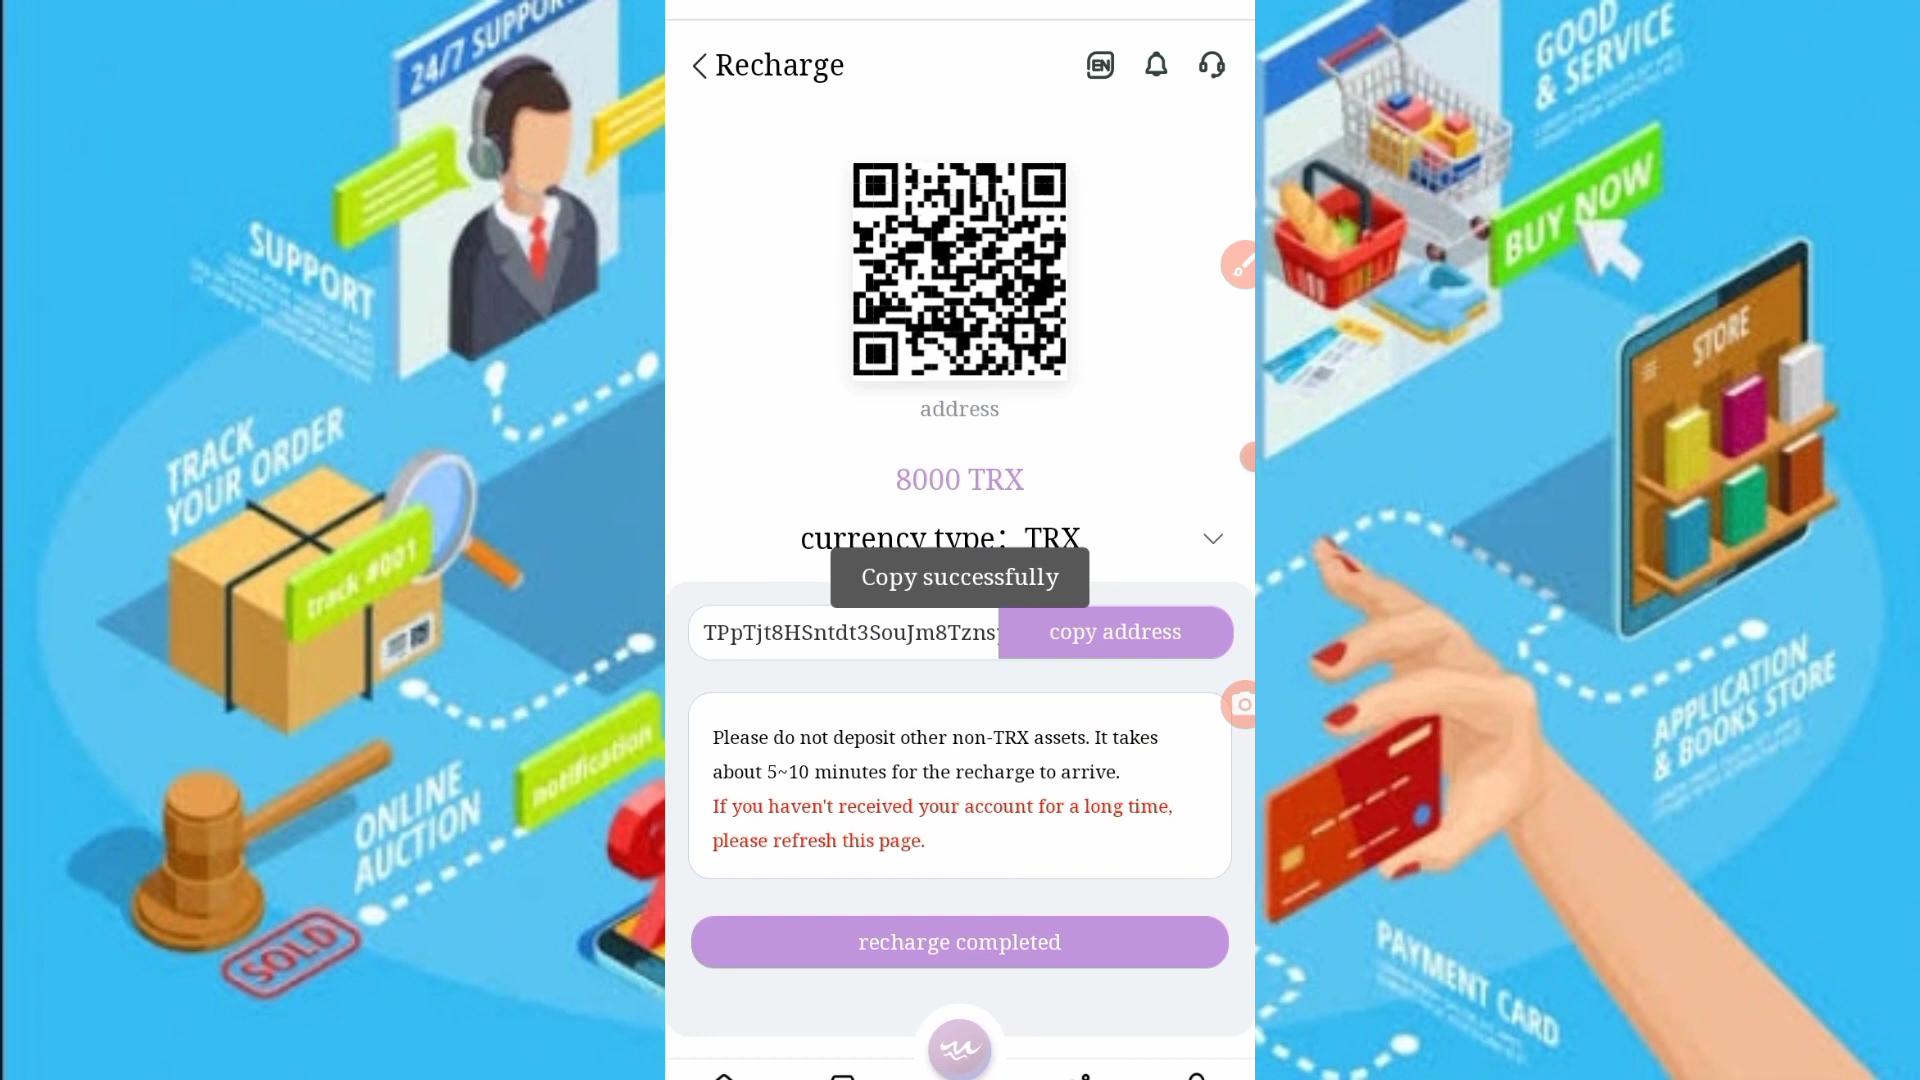 24/7 SUPPORT
SUPPORT
TRACK
YOUR ORDER
track #001
ONLINE
AUCTION
notification
SOLD
Recharge
EN
address
8000 TRX
currency type： TRX
Copy successfully
TPpTjt8HSntdt3SouJm8Tzns
copy address
Please do not deposit other non-TRX assets. It takes
about 5~10 minutes for the recharge to arrive.
If you haven't received your account for a long time,
please refresh this page.
recharge completed
GOOD
& SERVICE
BUY NOW
STORE
APPLICATION
& BOOKS STORE
PAYMENT CARD